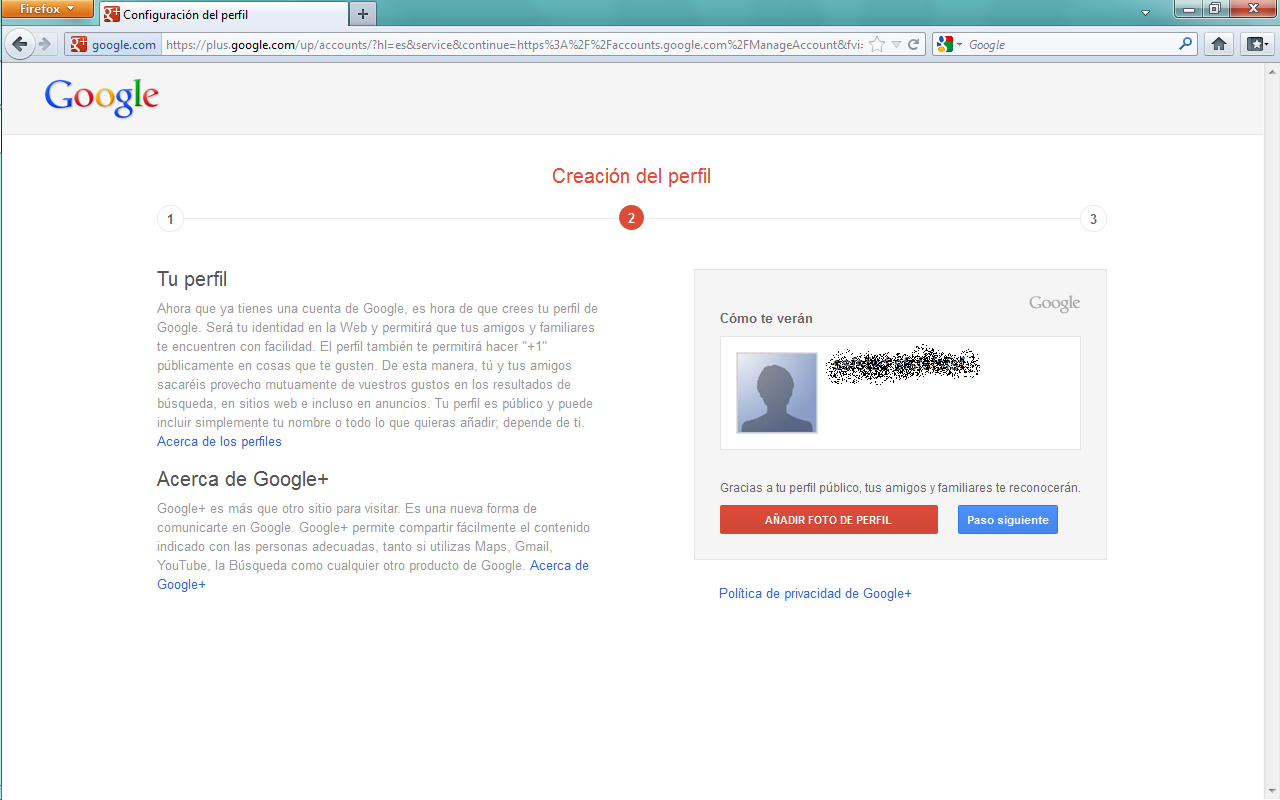 Firefox
Configuración del perfil
google.com
https://plus.google.com/up/accounts/?hl=es&service&continue=https%3A%2F%2Faccounts.google.com%2FManageAccount&fvi=
Google
Google
Creación del perfil
1
2
3
Tu perfil
Ahora que ya tienes una cuenta de Google, es hora de que crees tu perfil de
Google. Será tu identidad en la Web y permitirá que tus amigos y familiares
te encuentren con facilidad. El perfil también te permitirá hacer "+1"
públicamente en cosas que te gusten. De esta manera, tú y tus amigos
sacaréis provecho mutuamente de vuestros gustos en los resultados de
búsqueda, en sitios web e incluso en anuncios. Tu perfil es público y puede
incluir simplemente tu nombre o todo lo que quieras añadir; depende de ti.
Acerca de los perfiles
Acerca de Google+
Google+ es más que otro sitio para visitar. Es una nueva forma de
comunicarte en Google. Google+ permite compartir fácilmente el contenido
indicado con las personas adecuadas, tanto si utilizas Maps, Gmail,
YouTube, la Búsqueda como cualquier otro producto de Google. Acerca de
Google+
Google
Cómo te verán
Gracias a tu perfil público, tus amigos y familiares te reconocerán.
AÑADIR FOTO DE PERFIL
Paso siguiente
Política de privacidad de Google+